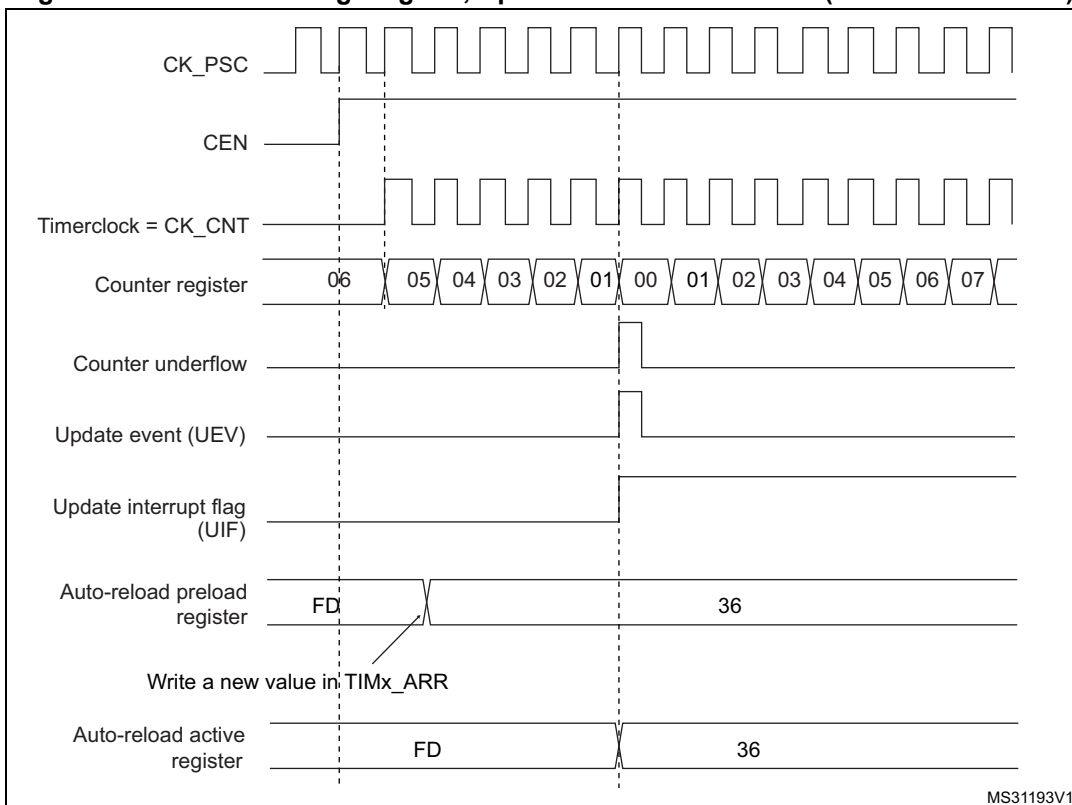 CK_PSC
CEN
Timerclock = CK_CNT
Counter register
06 05 04 03 02 01 00 01 02 03 04 05 06 07
Counter underflow
Update event (UEV)
Update interrupt flag
(UIF)
Auto-reload preload
register
FD 36
Write a new value in TIMx_ARR
Auto-reload active
register
FD 36
MS31193V1